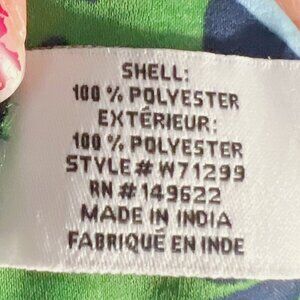 SHELL:
100 % POLYESTER
EXTÉRIEUR:
100 % POLYESTER
STYLE# W71299
RN # 149622
MADE IN INDIA
FABRIQUÉ EN INDE